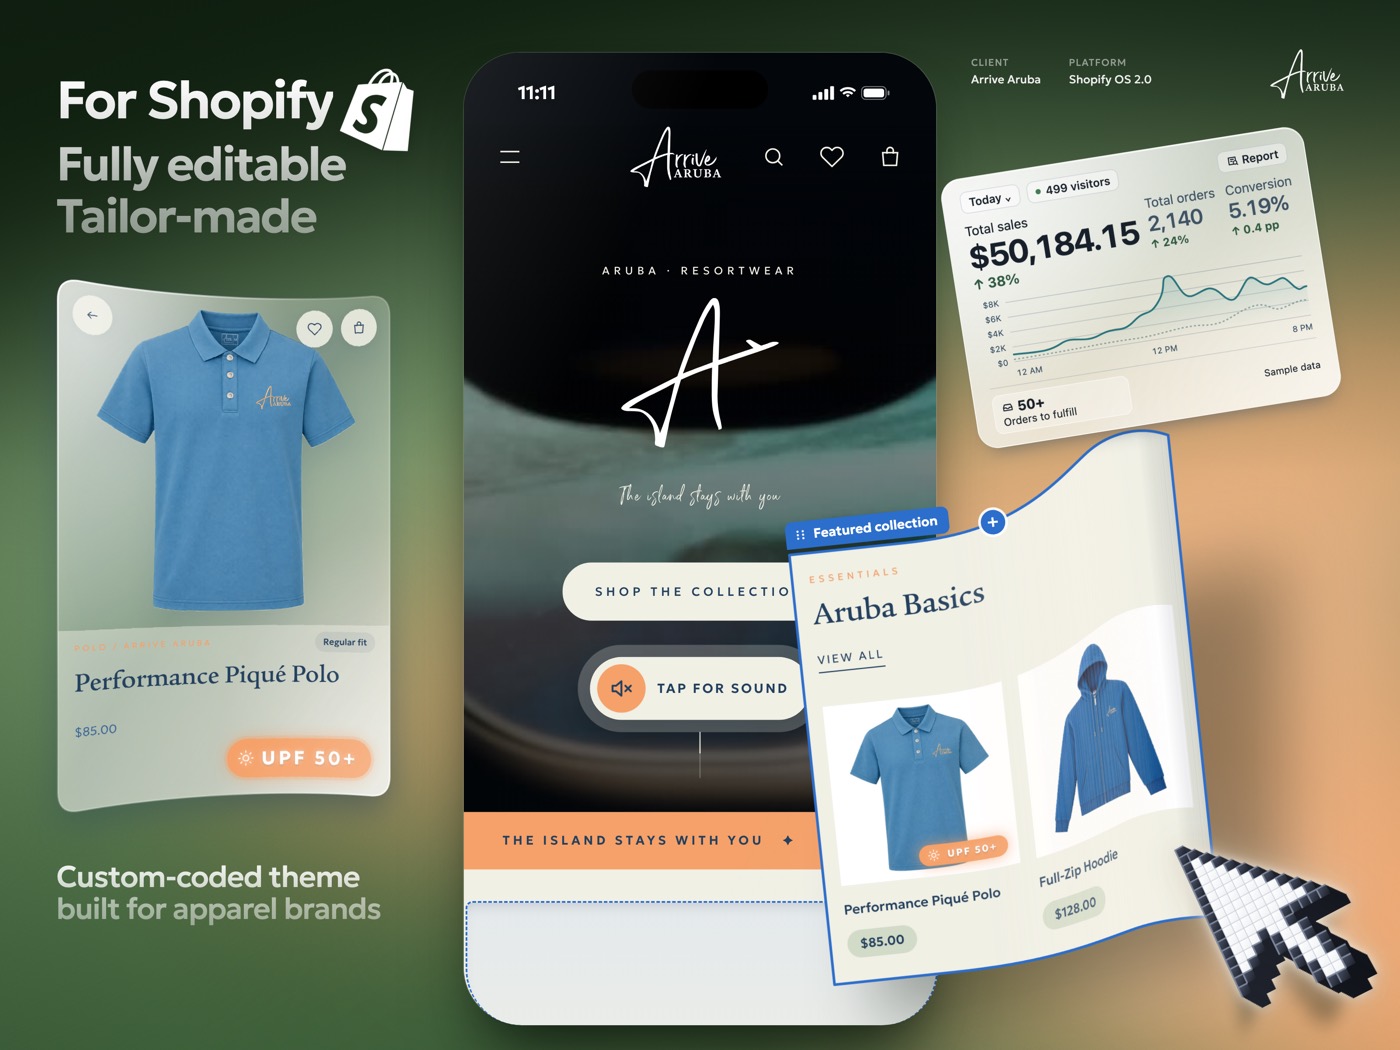 For Shopify
Fully editable
Tailor-made
POLO / ARRIVE ARUBA
Regular fit
Performance Piqué Polo
$85.00
UPF 50+
Custom-coded theme
built for apparel brands
11:11
Arrive
ARUBA
ARUBA · RESORTWEAR
The island stays with you
SHOP THE COLLECTIO
TAP FOR SOUND
THE ISLAND STAYS WITH YOU
CLIENT
Arrive Aruba
PLATFORM
Shopify OS 2.0
Arrive
ARUBA
Today
499 visitors
Report
Total sales
$50,184.15
↑ 38%
Total orders
2,140
↑ 24%
Conversion
5.19%
↑ 0.4 pp
$8K
$6K
$4K
$2K
$0
12 AM
12 PM
8 PM
50+
Orders to fulfill
Sample data
Featured collection
ESSENTIALS
Aruba Basics
VIEW ALL
UPF 50+
Performance Piqué Polo
$85.00
Full-Zip Hoodie
$128.00